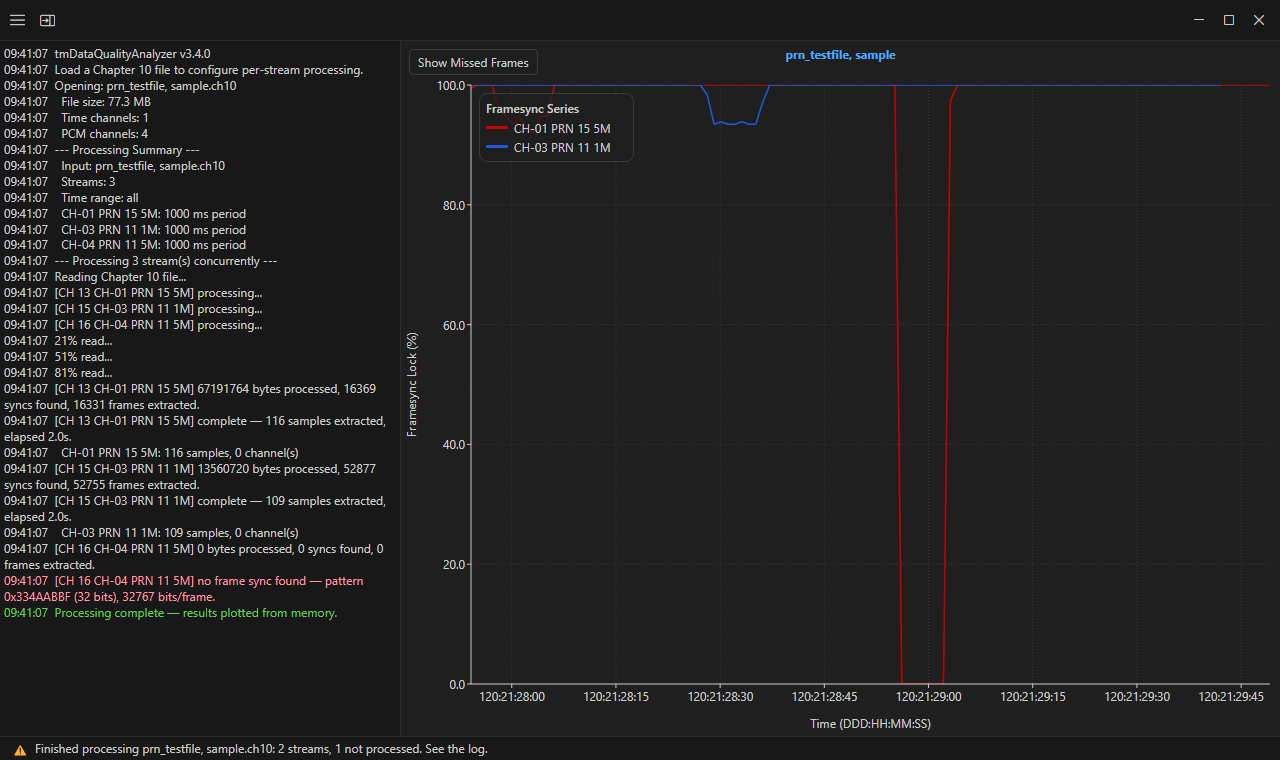 09:41:07 tmDataQualityAnalyzer v3.4.0
09:41:07 Load a Chapter 10 file to configure per-stream processing.
09:41:07 Opening: prn_testfile, sample.ch10
09:41:07 File size: 77.3 MB
09:41:07 Time channels: 1
09:41:07 PCM channels: 4
09:41:07 --- Processing Summary ---
09:41:07 Input: prn_testfile, sample.ch10
09:41:07 Streams: 3
09:41:07 Time range: all
09:41:07 CH-01 PRN 15 5M: 1000 ms period
09:41:07 CH-03 PRN 11 1M: 1000 ms period
09:41:07 CH-04 PRN 11 5M: 1000 ms period
09:41:07 --- Processing 3 stream(s) concurrently ---
09:41:07 Reading Chapter 10 file...
09:41:07 [CH 13 CH-01 PRN 15 5M] processing...
09:41:07 [CH 15 CH-03 PRN 11 1M] processing...
09:41:07 [CH 16 CH-04 PRN 11 5M] processing...
09:41:07 21% read...
09:41:07 51% read...
09:41:07 81% read...
09:41:07 [CH 13 CH-01 PRN 15 5M] 67191764 bytes processed, 16369
syncs found, 16331 frames extracted.
09:41:07 [CH 13 CH-01 PRN 15 5M] complete — 116 samples extracted,
elapsed 2.0s.
09:41:07 CH-01 PRN 15 5M: 116 samples, 0 channel(s)
09:41:07 [CH 15 CH-03 PRN 11 1M] 13560720 bytes processed, 52877
syncs found, 52755 frames extracted.
09:41:07 [CH 15 CH-03 PRN 11 1M] complete — 109 samples extracted,
elapsed 2.0s.
09:41:07 CH-03 PRN 11 1M: 109 samples, 0 channel(s)
09:41:07 [CH 16 CH-04 PRN 11 5M] 0 bytes processed, 0 syncs found, 0
frames extracted.
09:41:07 [CH 16 CH-04 PRN 11 5M] no frame sync found — pattern
0x334AABBF (32 bits), 32767 bits/frame.
09:41:07 Processing complete — results plotted from memory.
Show Missed Frames
prn_testfile, sample
Framesync Series
CH-01 PRN 15 5M
CH-03 PRN 11 1M
Framesync Lock (%)
100.0
80.0
60.0
40.0
20.0
0.0
120:21:28:00 120:21:28:15 120:21:28:30 120:21:28:45 120:21:29:00 120:21:29:15 120:21:29:30 120:21:29:45
Time (DDD:HH:MM:SS)
Finished processing prn_testfile, sample.ch10: 2 streams, 1 not processed. See the log.